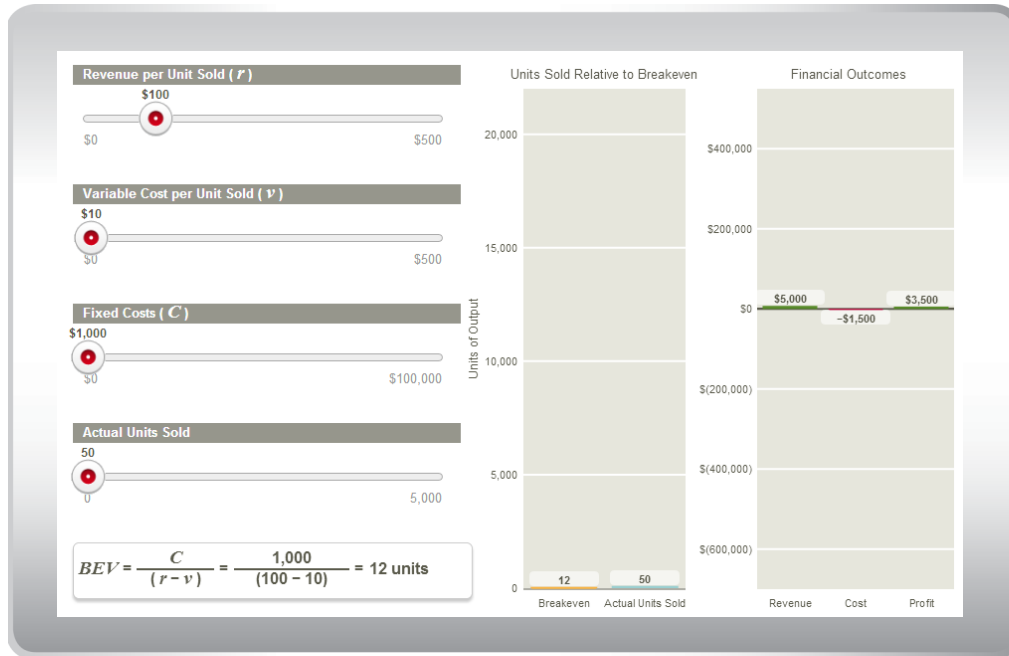 Revenue per Unit Sold ( r )
$100
$0 $500
Variable Cost per Unit Sold ( v )
$10
$0 $500
Fixed Costs ( C )
$1,000
$0 $100,000
Actual Units Sold
50
0 5,000
BEV = C / ( r – v ) = 1,000 / (100 – 10) = 12 units
Units Sold Relative to Breakeven
Units of Output
20,000
15,000
10,000
5,000
0
12 50
Breakeven Actual Units Sold
Financial Outcomes
$400,000
$200,000
$0
$(200,000)
$(400,000)
$(600,000)
$5,000 –$1,500 $3,500
Revenue Cost Profit